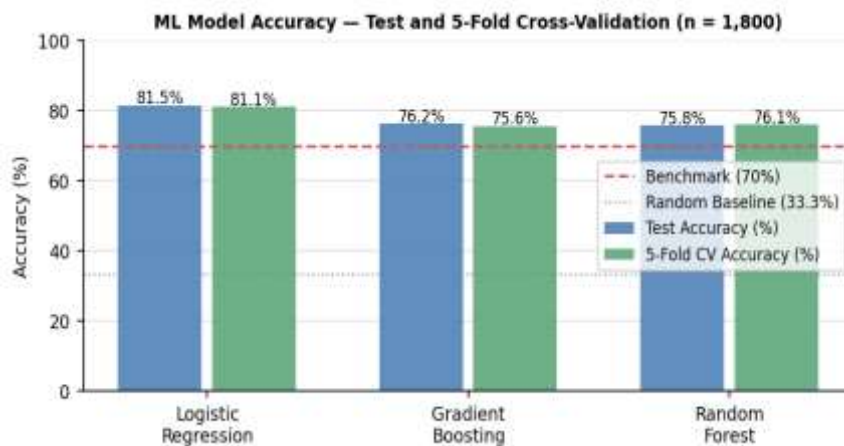 ML Model Accuracy — Test and 5-Fold Cross-Validation (n = 1,800)
Accuracy (%)
100
80
60
40
20
0
81.5%
81.1%
76.2%
75.6%
75.8%
76.1%
Benchmark (70%)
Random Baseline (33.3%)
Test Accuracy (%)
5-Fold CV Accuracy (%)
Logistic
Regression
Gradient
Boosting
Random
Forest